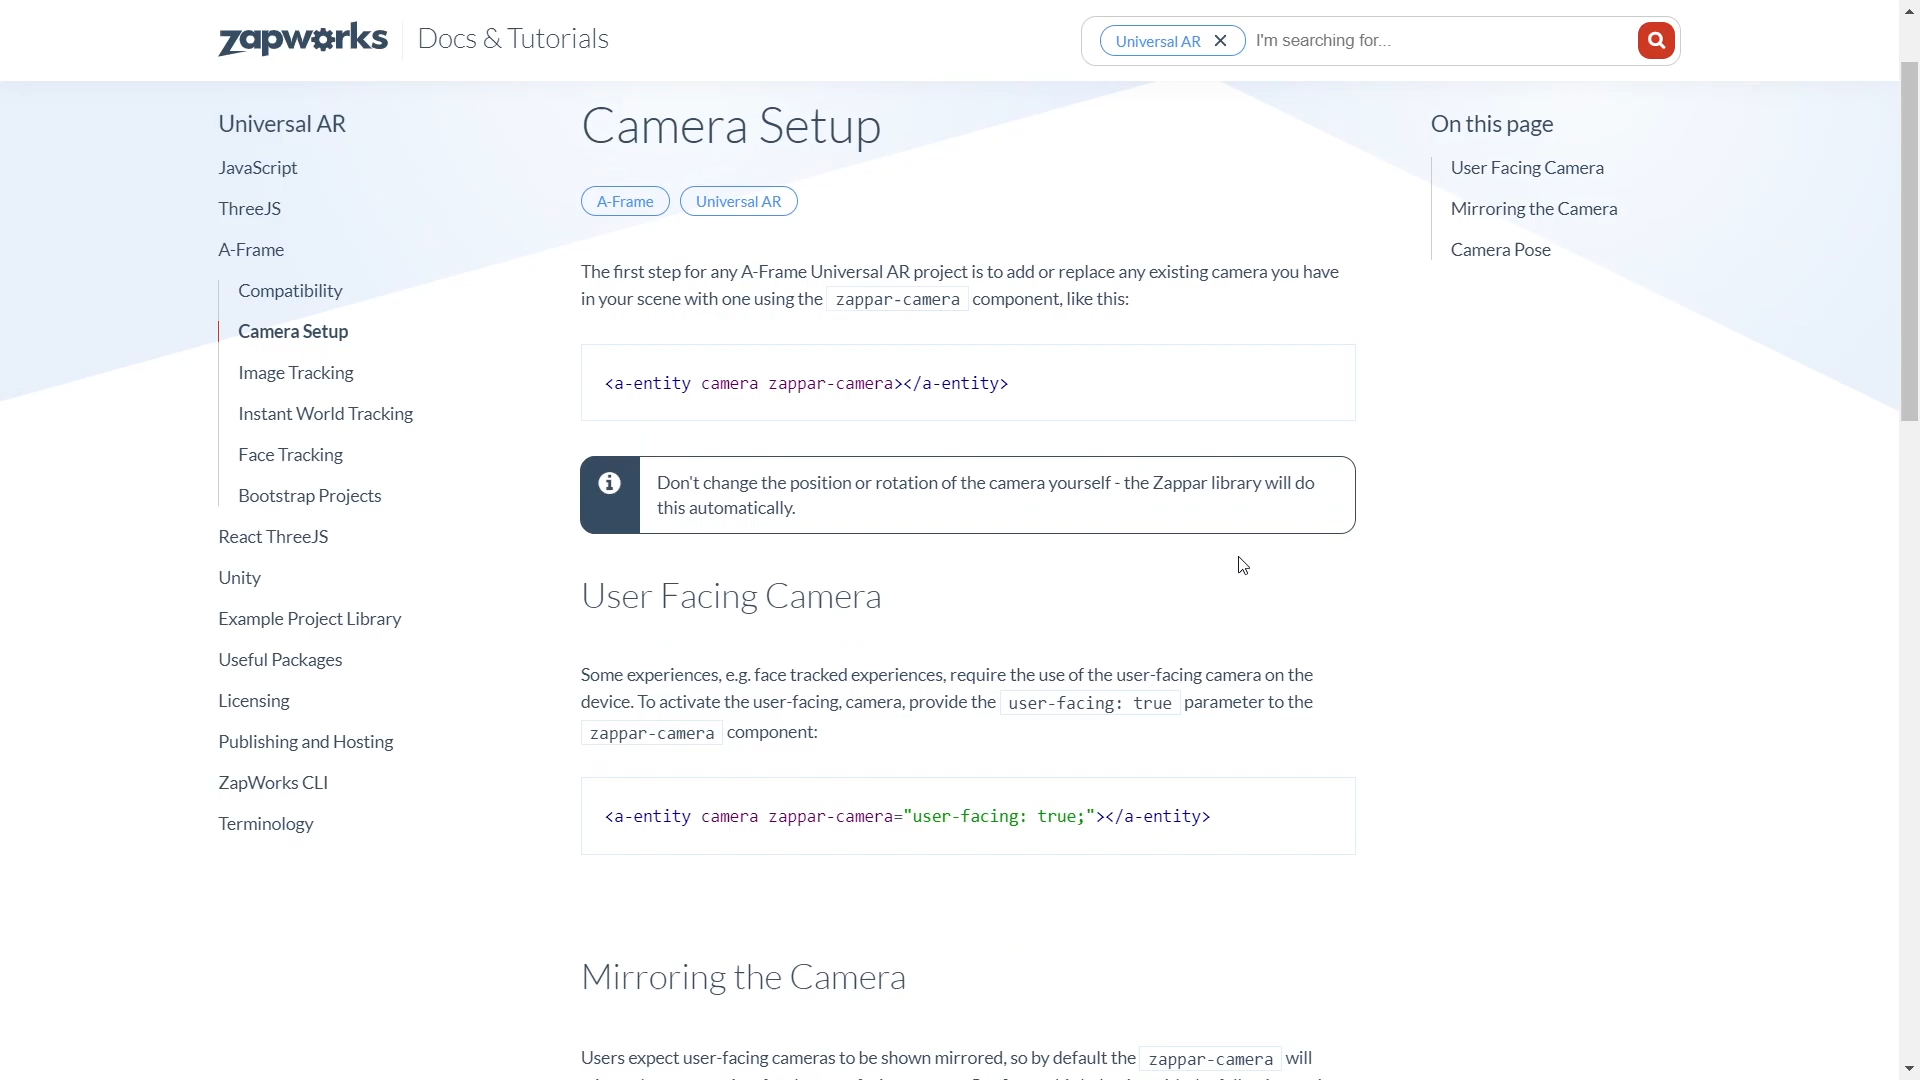 zapworks
Docs & Tutorials
Universal AR
I'm searching for...
Universal AR
JavaScript
ThreeJS
A-Frame
Compatibility
Camera Setup
Image Tracking
Instant World Tracking
Face Tracking
Bootstrap Projects
React ThreeJS
Unity
Example Project Library
Useful Packages
Licensing
Publishing and Hosting
ZapWorks CLI
Terminology
Camera Setup
A-Frame
Universal AR
The first step for any A-Frame Universal AR project is to add or replace any existing camera you have
in your scene with one using the zappar-camera component, like this:
<a-entity camera zappar-camera></a-entity>
Don't change the position or rotation of the camera yourself - the Zappar library will do
this automatically.
User Facing Camera
Some experiences, e.g. face tracked experiences, require the use of the user-facing camera on the
device. To activate the user-facing, camera, provide the user-facing: true parameter to the
zappar-camera component:
<a-entity camera zappar-camera="user-facing: true;"></a-entity>
Mirroring the Camera
Users expect user-facing cameras to be shown mirrored, so by default the zappar-camera will
On this page
User Facing Camera
Mirroring the Camera
Camera Pose